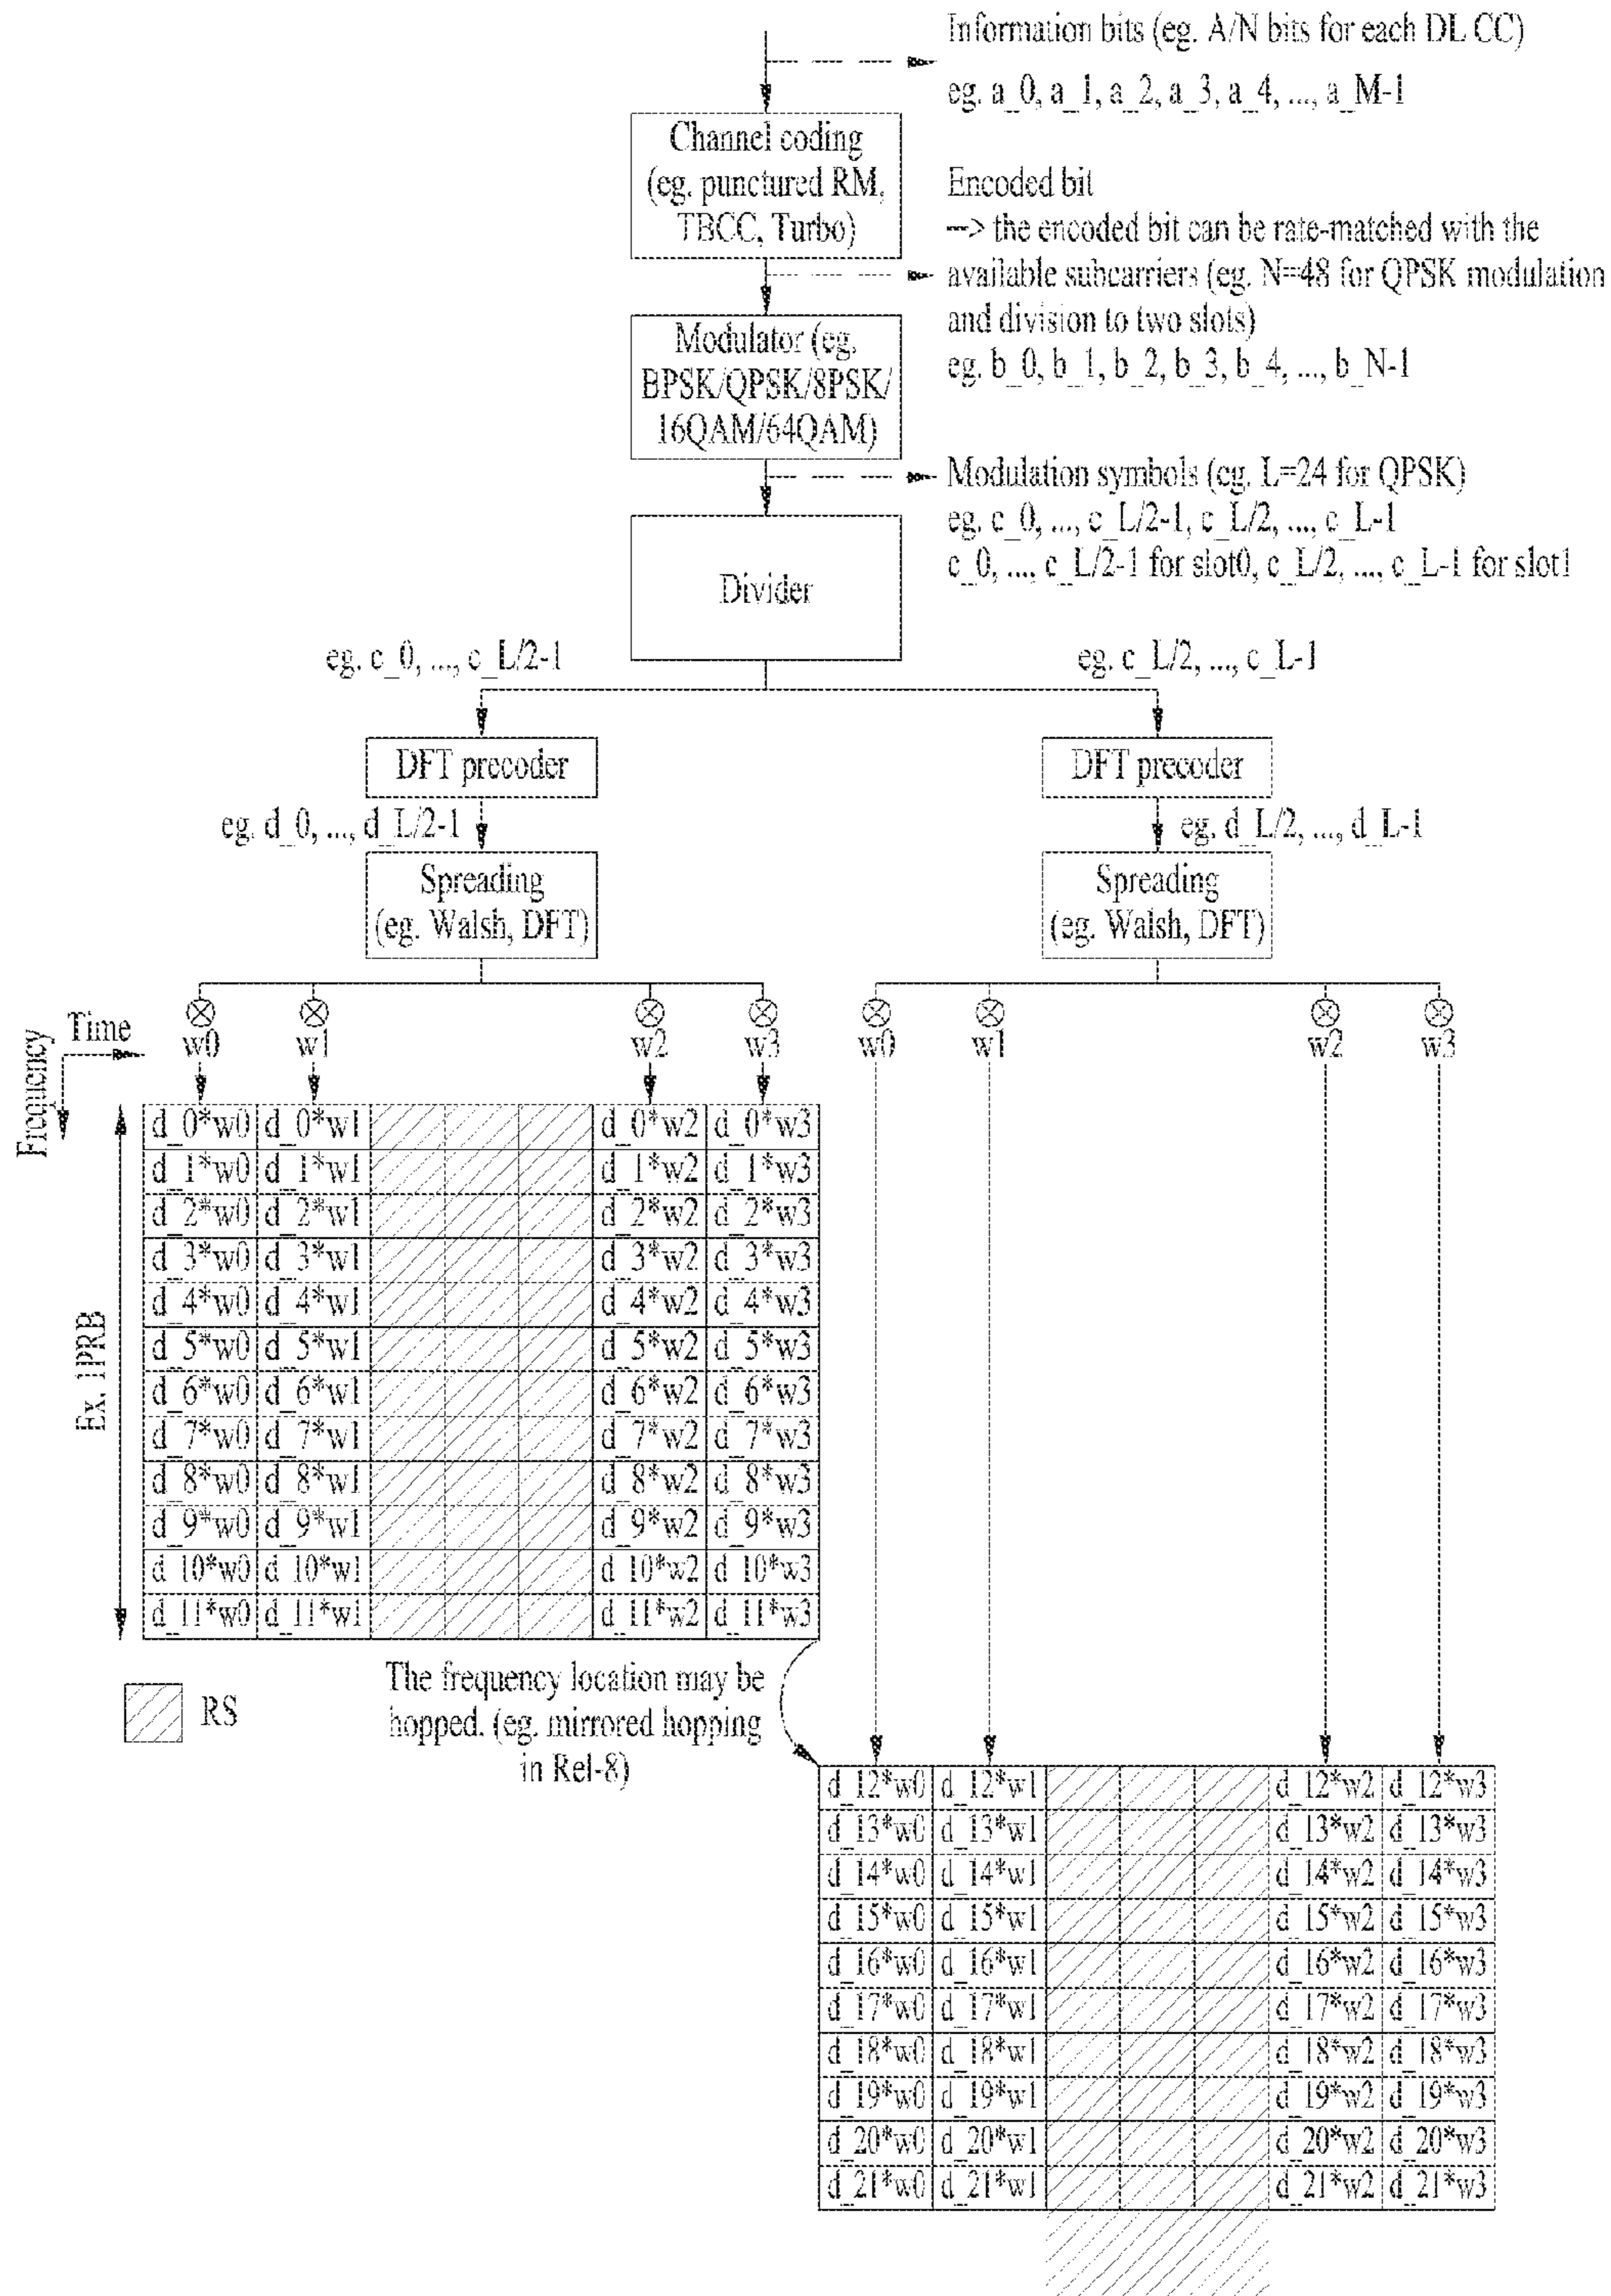 Information bits (eg. A/N bits for each DL CC)
eg. a_0, a_1, a_2, a_3, a_4, ..., a_M-1
Channel coding
(eg. punctured RM,
TBCC, Turbo)
Encoded bit
--> the encoded bit can be rate-matched with the
available subcarriers (eg. N=48 for QPSK modulation
and division to two slots)
eg. b_0, b_1, b_2, b_3, b_4, ..., b_N-1
Modulator (eg.
BPSK/QPSK/8PSK/
16QAM/64QAM)
Modulation symbols (eg. L=24 for QPSK)
eg. c_0, ..., c_L/2-1, c_L/2, ..., c_L-1
c_0, ..., c_L/2-1 for slot0, c_L/2, ..., c_L-1 for slot1
Divider
eg. c_0, ..., c_L/2-1
eg. c_L/2, ..., c_L-1
DFT precoder
DFT precoder
eg. d_0, ..., d_L/2-1
eg. d_L/2, ..., d_L-1
Spreading
(eg. Walsh, DFT)
Spreading
(eg. Walsh, DFT)
Time
Frequency
w0 w1 w2 w3 w0 w1 w2 w3
d_0*w0 d_0*w1 d_0*w2 d_0*w3
d_1*w0 d_1*w1 d_1*w2 d_1*w3
d_2*w0 d_2*w1 d_2*w2 d_2*w3
d_3*w0 d_3*w1 d_3*w2 d_3*w3
d_4*w0 d_4*w1 d_4*w2 d_4*w3
d_5*w0 d_5*w1 d_5*w2 d_5*w3
d_6*w0 d_6*w1 d_6*w2 d_6*w3
d_7*w0 d_7*w1 d_7*w2 d_7*w3
d_8*w0 d_8*w1 d_8*w2 d_8*w3
d_9*w0 d_9*w1 d_9*w2 d_9*w3
d_10*w0 d_10*w1 d_10*w2 d_10*w3
d_11*w0 d_11*w1 d_11*w2 d_11*w3
Ex. 1PRB
RS
The frequency location may be
hopped. (eg. mirrored hopping
in Rel-8)
d_12*w0 d_12*w1 d_12*w2 d_12*w3
d_13*w0 d_13*w1 d_13*w2 d_13*w3
d_14*w0 d_14*w1 d_14*w2 d_14*w3
d_15*w0 d_15*w1 d_15*w2 d_15*w3
d_16*w0 d_16*w1 d_16*w2 d_16*w3
d_17*w0 d_17*w1 d_17*w2 d_17*w3
d_18*w0 d_18*w1 d_18*w2 d_18*w3
d_19*w0 d_19*w1 d_19*w2 d_19*w3
d_20*w0 d_20*w1 d_20*w2 d_20*w3
d_21*w0 d_21*w1 d_21*w2 d_21*w3